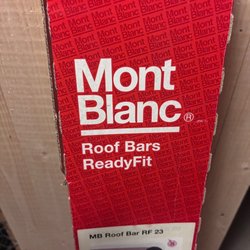 Mont
Blanc®
Roof Bars
ReadyFit
MB Roof Bar RF 23